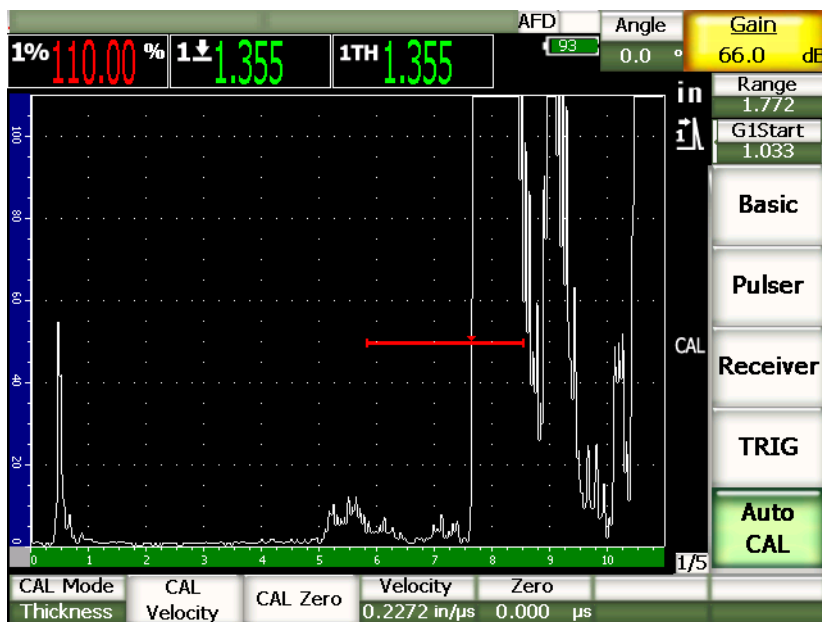 AFD
Angle
Gain
93
0.0 °
66.0 dB
1% 110.00 %
1 1.355
1TH 1.355
in
Range
1.772
1
G1Start
1.033
100
80
60
40
20
0
0 1 2 3 4 5 6 7 8 9 10
CAL
1/5
Basic
Pulser
Receiver
TRIG
Auto
CAL
CAL Mode
Thickness
CAL
Velocity
CAL Zero
Velocity
0.2272 in/µs
Zero
0.000 µs